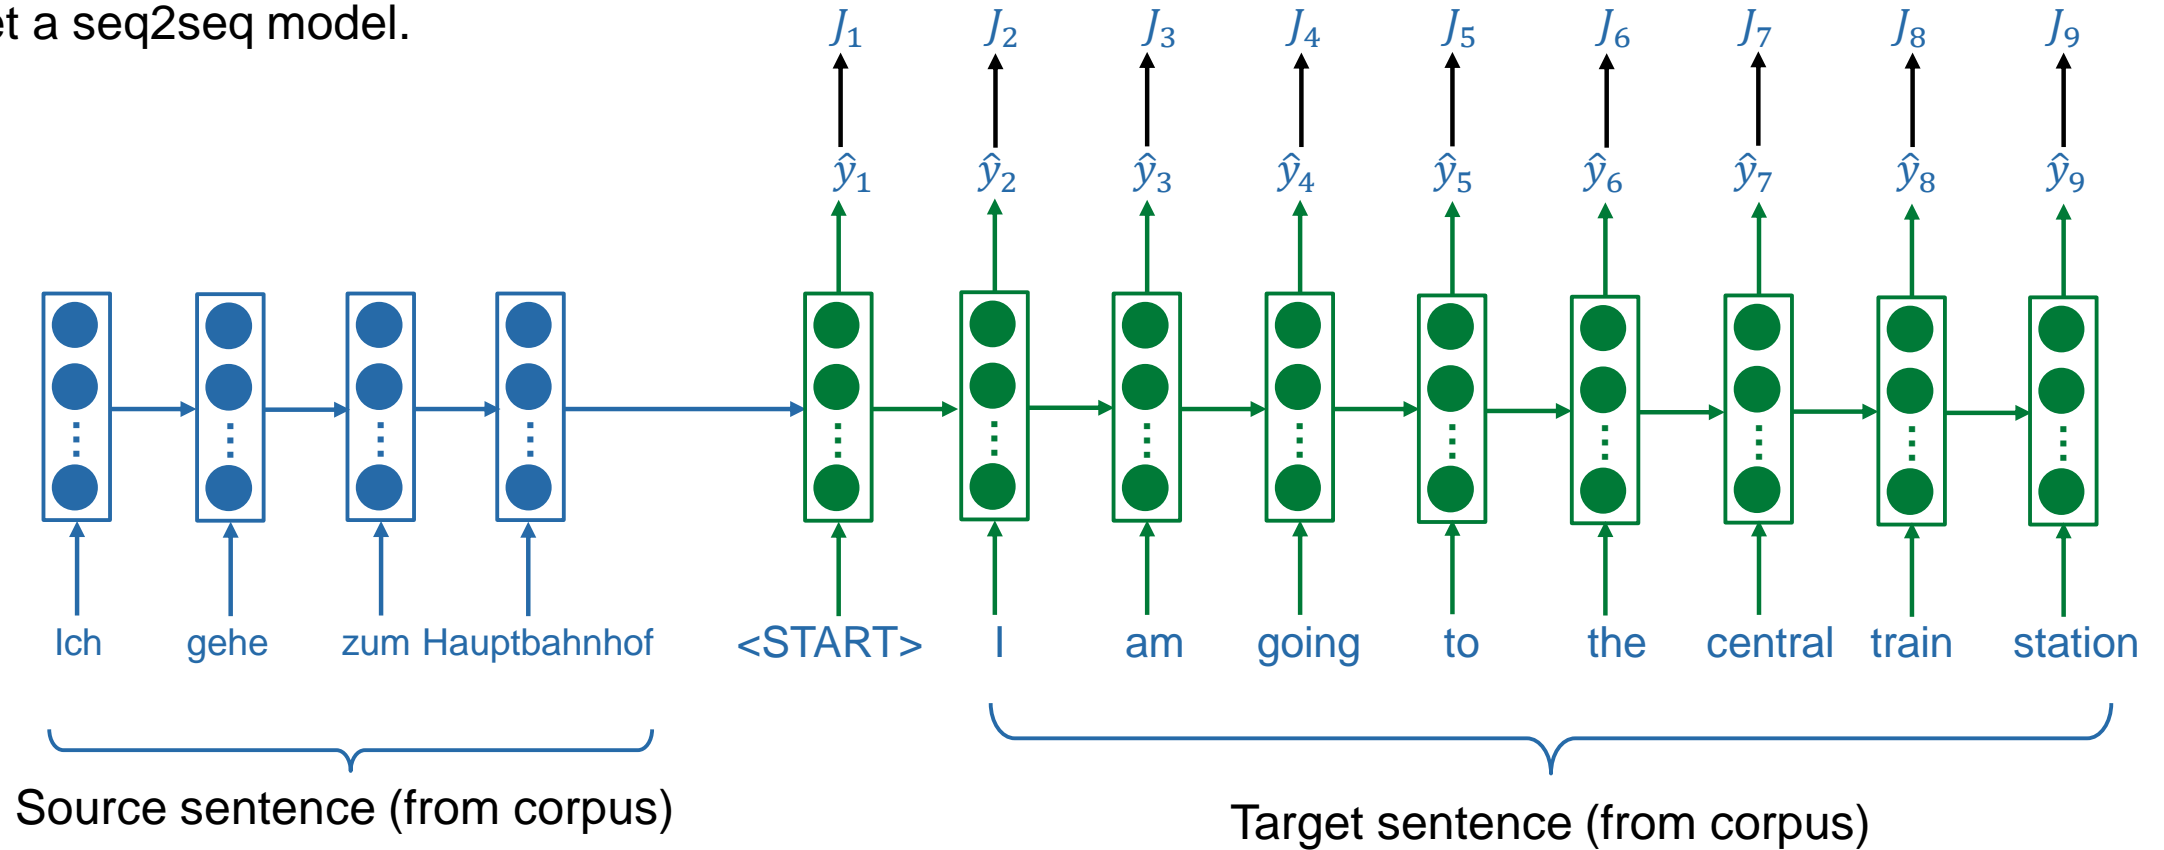 et a seq2seq model.
J₁ J₂ J₃ J₄ J₅ J₆ J₇ J₈ J₉
ŷ₁ ŷ₂ ŷ₃ ŷ₄ ŷ₅ ŷ₆ ŷ₇ ŷ₈ ŷ₉
Ich gehe zum Hauptbahnhof <START> I am going to the central train station
Source sentence (from corpus)
Target sentence (from corpus)